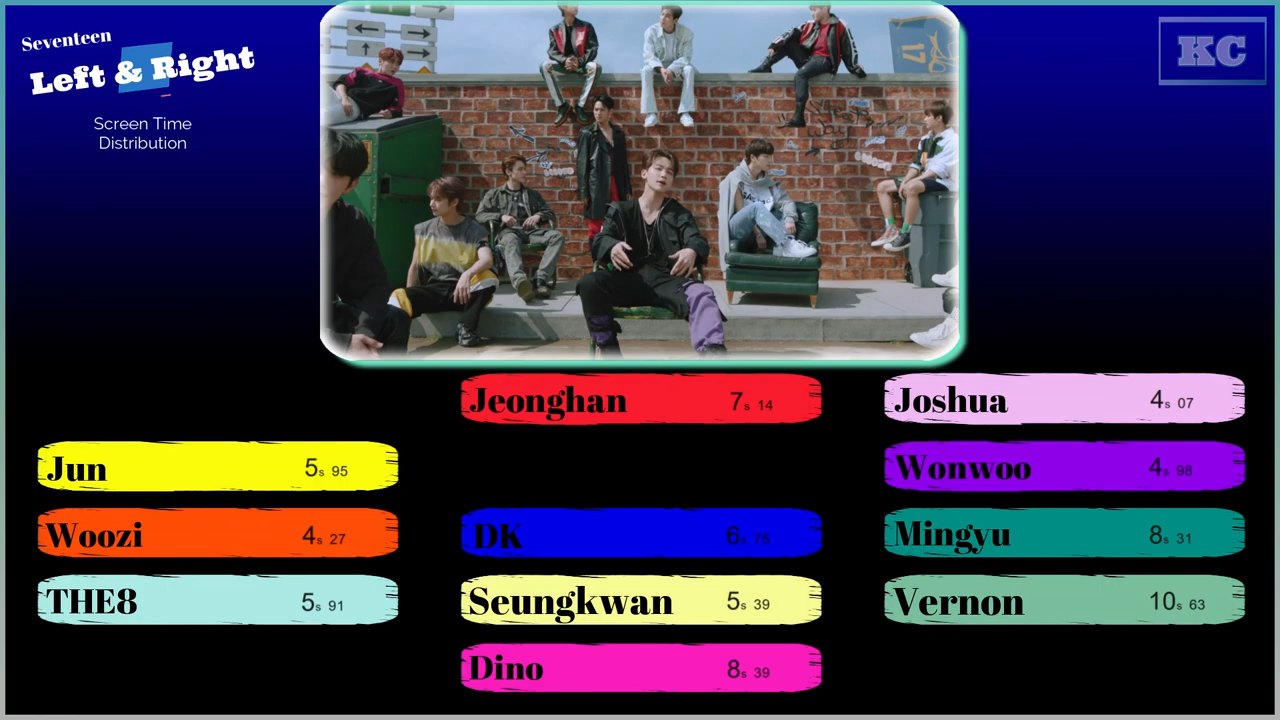 Seventeen
Left & Right
Screen Time
Distribution
KC
17
Jeonghan 7s 14
Joshua 4s 07
Jun 5s 95
Wonwoo 4s 98
Woozi 4s 27
DK 6s 75
Mingyu 8s 31
THE8 5s 91
Seungkwan 5s 39
Vernon 10s 63
Dino 8s 39